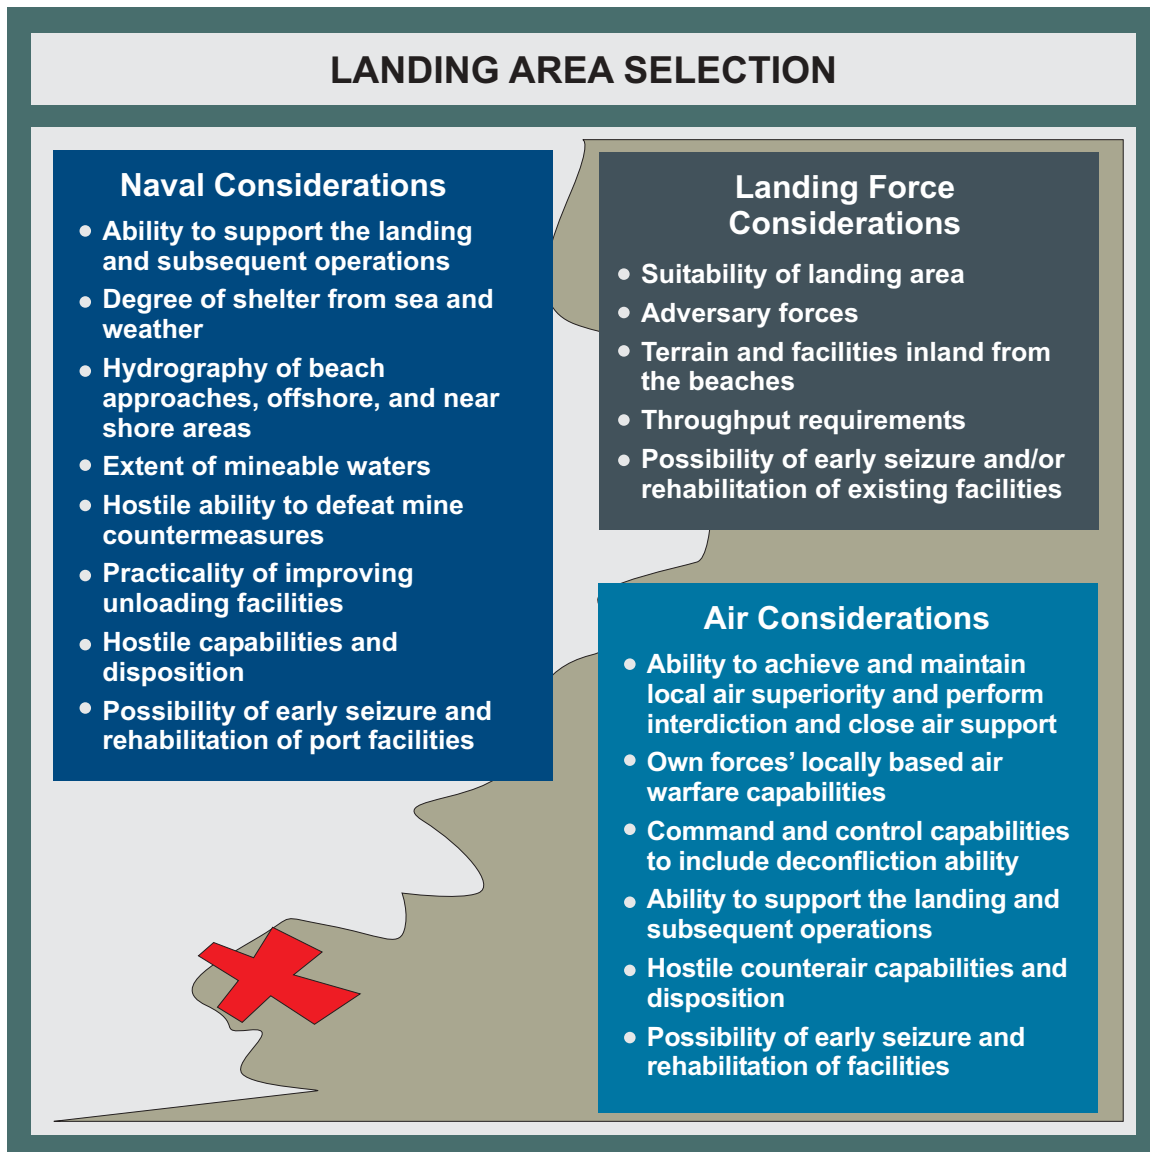 LANDING AREA SELECTION
Naval Considerations
• Ability to support the landing
and subsequent operations
• Degree of shelter from sea and
weather
• Hydrography of beach
approaches, offshore, and near
shore areas
• Extent of mineable waters
• Hostile ability to defeat mine
countermeasures
• Practicality of improving
unloading facilities
• Hostile capabilities and
disposition
• Possibility of early seizure and
rehabilitation of port facilities
Landing Force
Considerations
• Suitability of landing area
• Adversary forces
• Terrain and facilities inland from
the beaches
• Throughput requirements
• Possibility of early seizure and/or
rehabilitation of existing facilities
Air Considerations
• Ability to achieve and maintain
local air superiority and perform
interdiction and close air support
• Own forces’ locally based air
warfare capabilities
• Command and control capabilities
to include deconfliction ability
• Ability to support the landing and
subsequent operations
• Hostile counterair capabilities and
disposition
• Possibility of early seizure and
rehabilitation of facilities